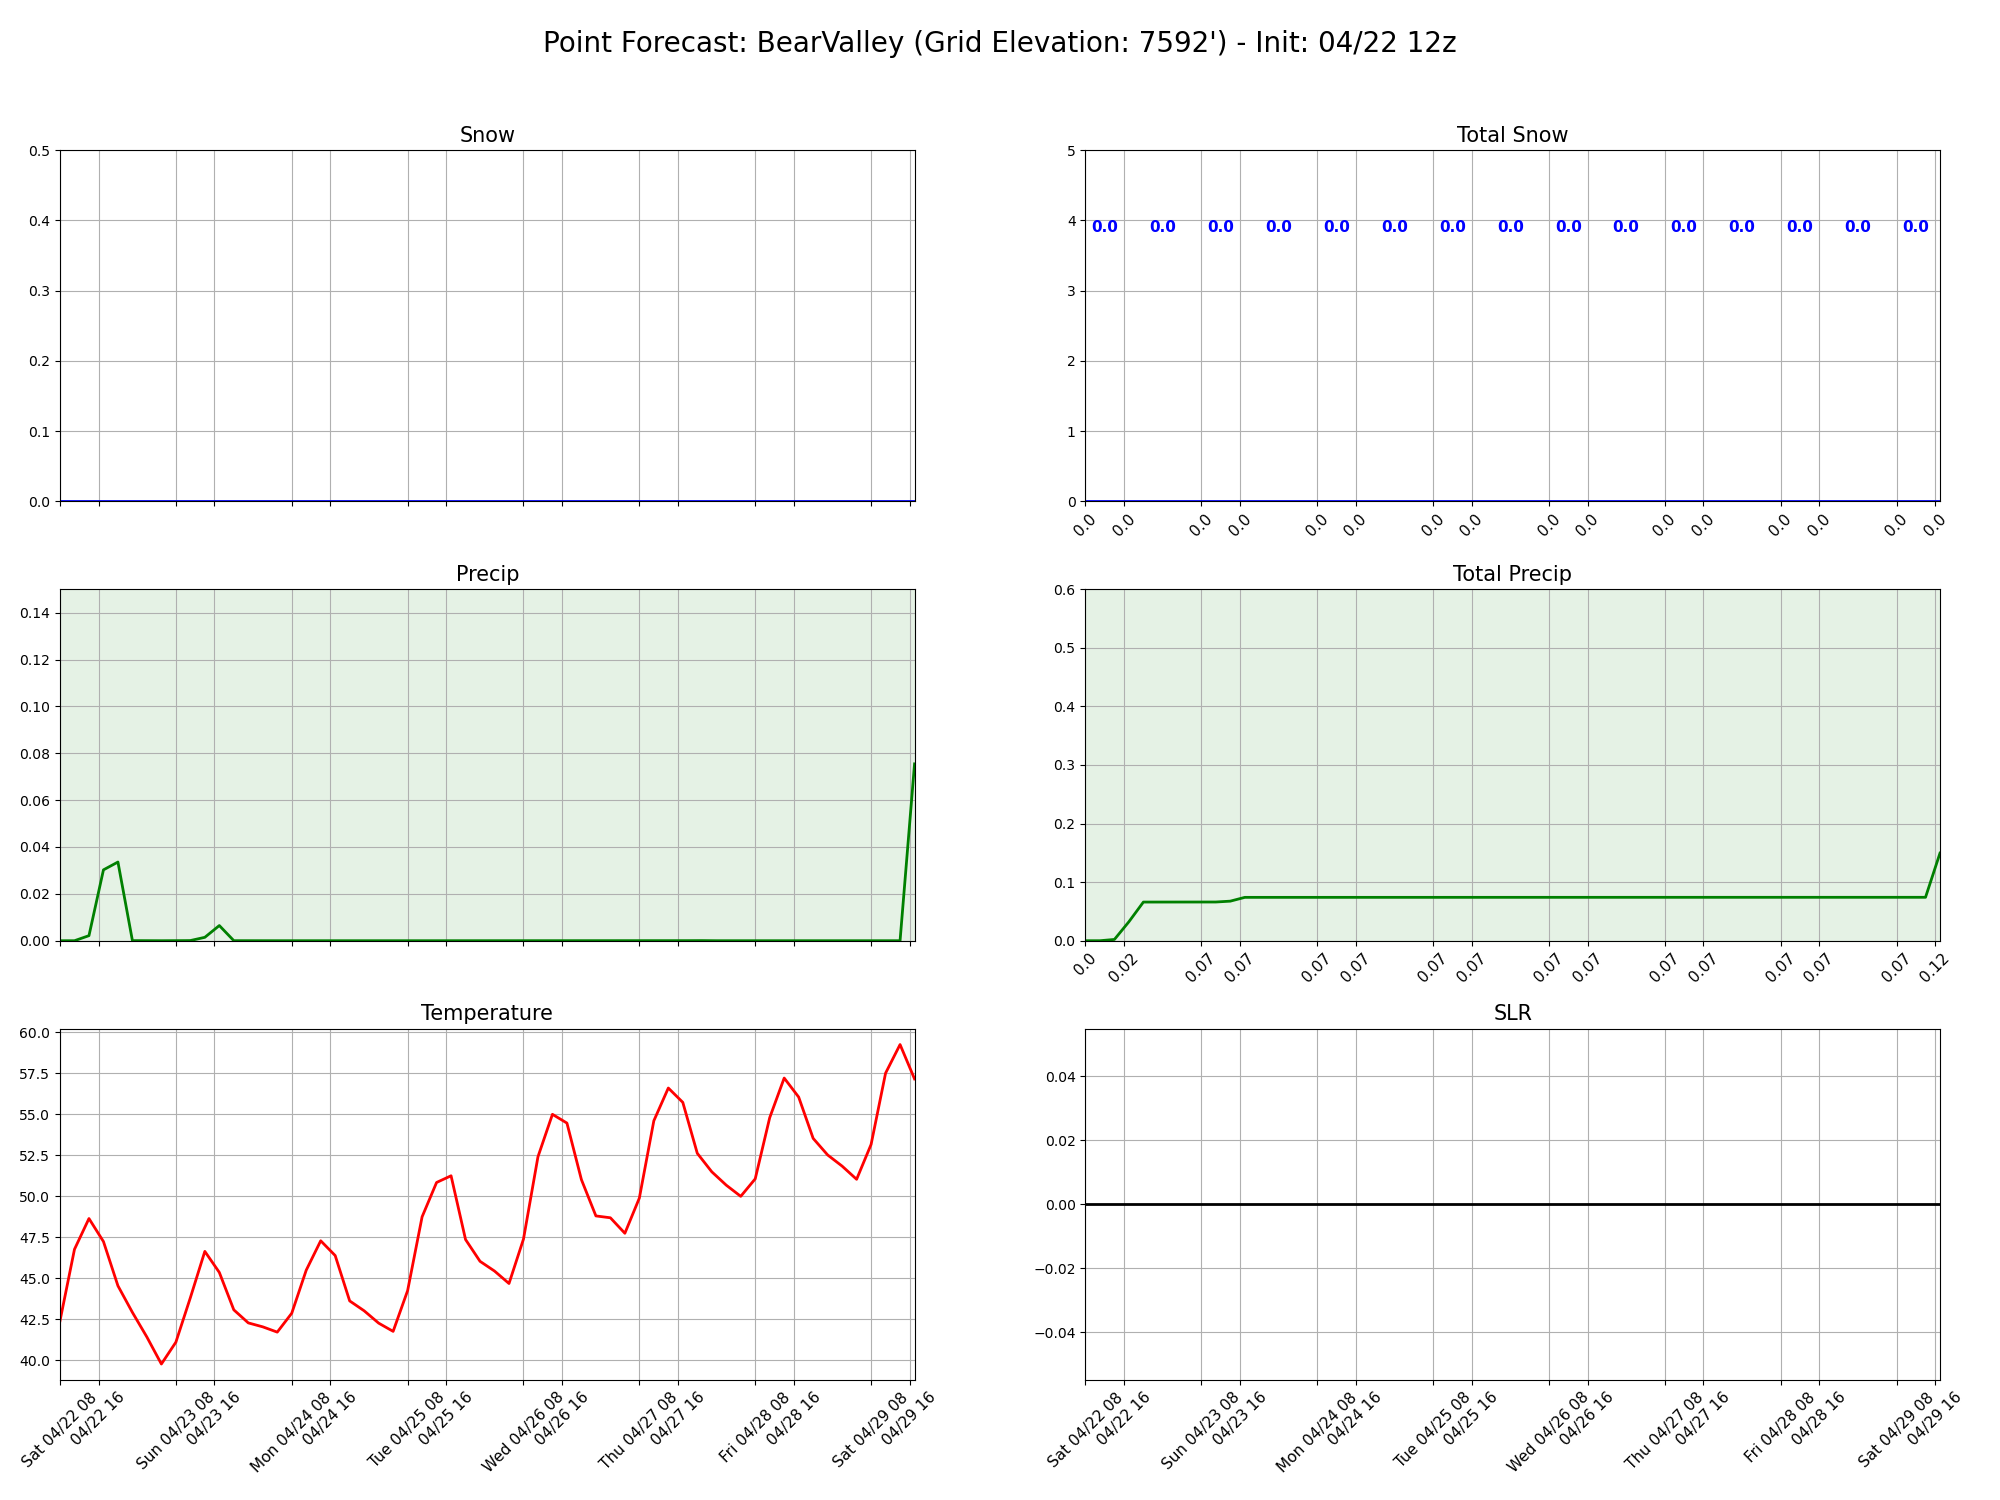 Point Forecast: BearValley (Grid Elevation: 7592') - Init: 04/22 12z
Snow
0.5
0.4
0.3
0.2
0.1
0.0
Total Snow
5
4
3
2
1
0
0.0 0.0 0.0 0.0 0.0 0.0 0.0 0.0 0.0 0.0 0.0 0.0 0.0 0.0 0.0
0.0 0.0 0.0 0.0 0.0 0.0 0.0 0.0 0.0 0.0 0.0 0.0 0.0 0.0 0.0 0.0
Precip
0.14
0.12
0.10
0.08
0.06
0.04
0.02
0.00
Total Precip
0.6
0.5
0.4
0.3
0.2
0.1
0.0
0.0 0.02 0.07 0.07 0.07 0.07 0.07 0.07 0.07 0.07 0.07 0.07 0.07 0.07 0.07 0.12
Temperature
60.0
57.5
55.0
52.5
50.0
47.5
45.0
42.5
40.0
Sat 04/22 08
04/22 16
Sun 04/23 08
04/23 16
Mon 04/24 08
04/24 16
Tue 04/25 08
04/25 16
Wed 04/26 08
04/26 16
Thu 04/27 08
04/27 16
Fri 04/28 08
04/28 16
Sat 04/29 08
04/29 16
SLR
0.04
0.02
0.00
−0.02
−0.04
Sat 04/22 08
04/22 16
Sun 04/23 08
04/23 16
Mon 04/24 08
04/24 16
Tue 04/25 08
04/25 16
Wed 04/26 08
04/26 16
Thu 04/27 08
04/27 16
Fri 04/28 08
04/28 16
Sat 04/29 08
04/29 16